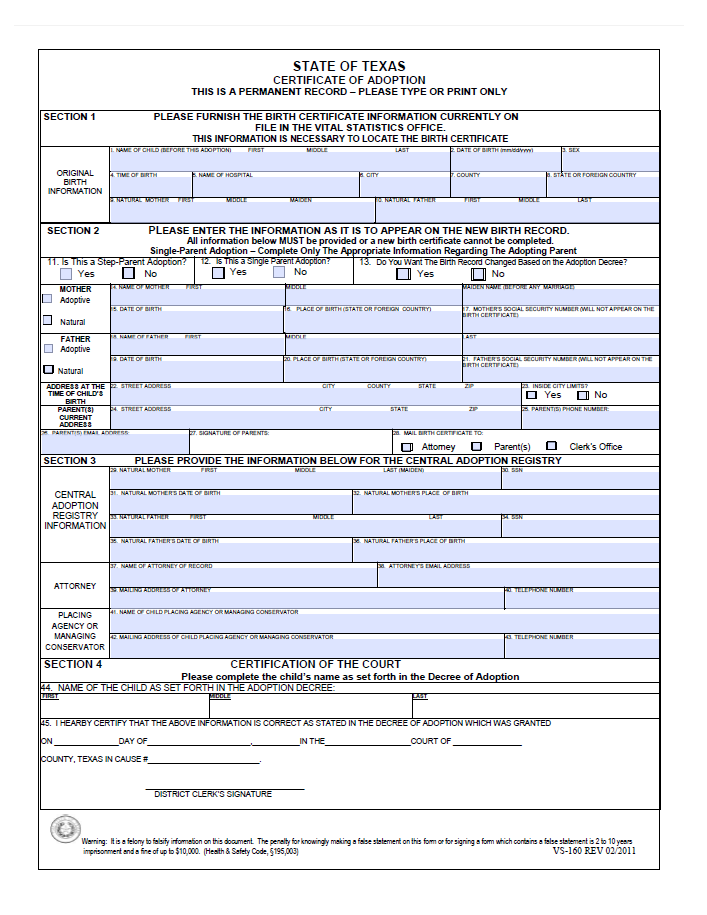 STATE OF TEXAS
CERTIFICATE OF ADOPTION
THIS IS A PERMANENT RECORD – PLEASE TYPE OR PRINT ONLY
SECTION 1 PLEASE FURNISH THE BIRTH CERTIFICATE INFORMATION CURRENTLY ON
FILE IN THE VITAL STATISTICS OFFICE.
THIS INFORMATION IS NECESSARY TO LOCATE THE BIRTH CERTIFICATE
ORIGINAL
BIRTH
INFORMATION
1. NAME OF CHILD (BEFORE THIS ADOPTION) FIRST MIDDLE LAST 2. DATE OF BIRTH (mm/dd/yyyy) 3. SEX
4. TIME OF BIRTH 5. NAME OF HOSPITAL 6. CITY 7. COUNTY 8. STATE OR FOREIGN COUNTRY
9. NATURAL MOTHER FIRST MIDDLE MAIDEN 10. NATURAL FATHER FIRST MIDDLE LAST
SECTION 2 PLEASE ENTER THE INFORMATION AS IT IS TO APPEAR ON THE NEW BIRTH RECORD.
All information below MUST be provided or a new birth certificate cannot be completed.
Single-Parent Adoption – Complete Only The Appropriate Information Regarding The Adopting Parent
11. Is This a Step-Parent Adoption? 12. Is This a Single Parent Adoption? 13. Do You Want The Birth Record Changed Based on the Adoption Decree?
Yes No Yes No Yes No
MOTHER
Adoptive
Natural
14. NAME OF MOTHER FIRST MIDDLE MAIDEN NAME (BEFORE ANY MARRIAGE)
15. DATE OF BIRTH 16. PLACE OF BIRTH (STATE OR FOREIGN COUNTRY) 17. MOTHER'S SOCIAL SECURITY NUMBER (WILL NOT APPEAR ON THE
BIRTH CERTIFICATE)
FATHER
Adoptive
Natural
18. NAME OF FATHER FIRST MIDDLE LAST
19. DATE OF BIRTH 20. PLACE OF BIRTH (STATE OR FOREIGN COUNTRY) 21. FATHER'S SOCIAL SECURITY NUMBER (WILL NOT APPEAR ON THE
BIRTH CERTIFICATE)
ADDRESS AT THE
TIME OF CHILD'S
BIRTH
22. STREET ADDRESS CITY COUNTY STATE ZIP 23. INSIDE CITY LIMITS?
Yes No
PARENT(S)
CURRENT
ADDRESS
24. STREET ADDRESS CITY STATE ZIP 25. PARENT(S) PHONE NUMBER:
26. PARENT(S) EMAIL ADDRESS: 27. SIGNATURE OF PARENTS: 28. MAIL BIRTH CERTIFICATE TO:
Attorney Parent(s) Clerk's Office
SECTION 3 PLEASE PROVIDE THE INFORMATION BELOW FOR THE CENTRAL ADOPTION REGISTRY
CENTRAL
ADOPTION
REGISTRY
INFORMATION
29. NATURAL MOTHER FIRST MIDDLE LAST (MAIDEN) 30. SSN
31. NATURAL MOTHER'S DATE OF BIRTH 32. NATURAL MOTHER'S PLACE OF BIRTH
33. NATURAL FATHER FIRST MIDDLE LAST 34. SSN
35. NATURAL FATHER'S DATE OF BIRTH 36. NATURAL FATHER'S PLACE OF BIRTH
ATTORNEY
37. NAME OF ATTORNEY OF RECORD 38. ATTORNEY'S EMAIL ADDRESS
39. MAILING ADDRESS OF ATTORNEY 40. TELEPHONE NUMBER
PLACING
AGENCY OR
MANAGING
CONSERVATOR
41. NAME OF CHILD PLACING AGENCY OR MANAGING CONSERVATOR
42. MAILING ADDRESS OF CHILD PLACING AGENCY OR MANAGING CONSERVATOR 43. TELEPHONE NUMBER
SECTION 4 CERTIFICATION OF THE COURT
Please complete the child's name as set forth in the Decree of Adoption
44. NAME OF THE CHILD AS SET FORTH IN THE ADOPTION DECREE:
FIRST MIDDLE LAST
45. I HEARBY CERTIFY THAT THE ABOVE INFORMATION IS CORRECT AS STATED IN THE DECREE OF ADOPTION WHICH WAS GRANTED
ON ______________DAY OF______________________,__________IN THE__________________COURT OF ______________
COUNTY, TEXAS IN CAUSE #________________________.
DISTRICT CLERK'S SIGNATURE
Warning: It is a felony to falsify information on this document. The penalty for knowingly making a false statement on this form or for signing a form which contains a false statement is 2 to 10 years
imprisonment and a fine of up to $10,000. (Health & Safety Code, §195,003) VS-160 REV 02/2011